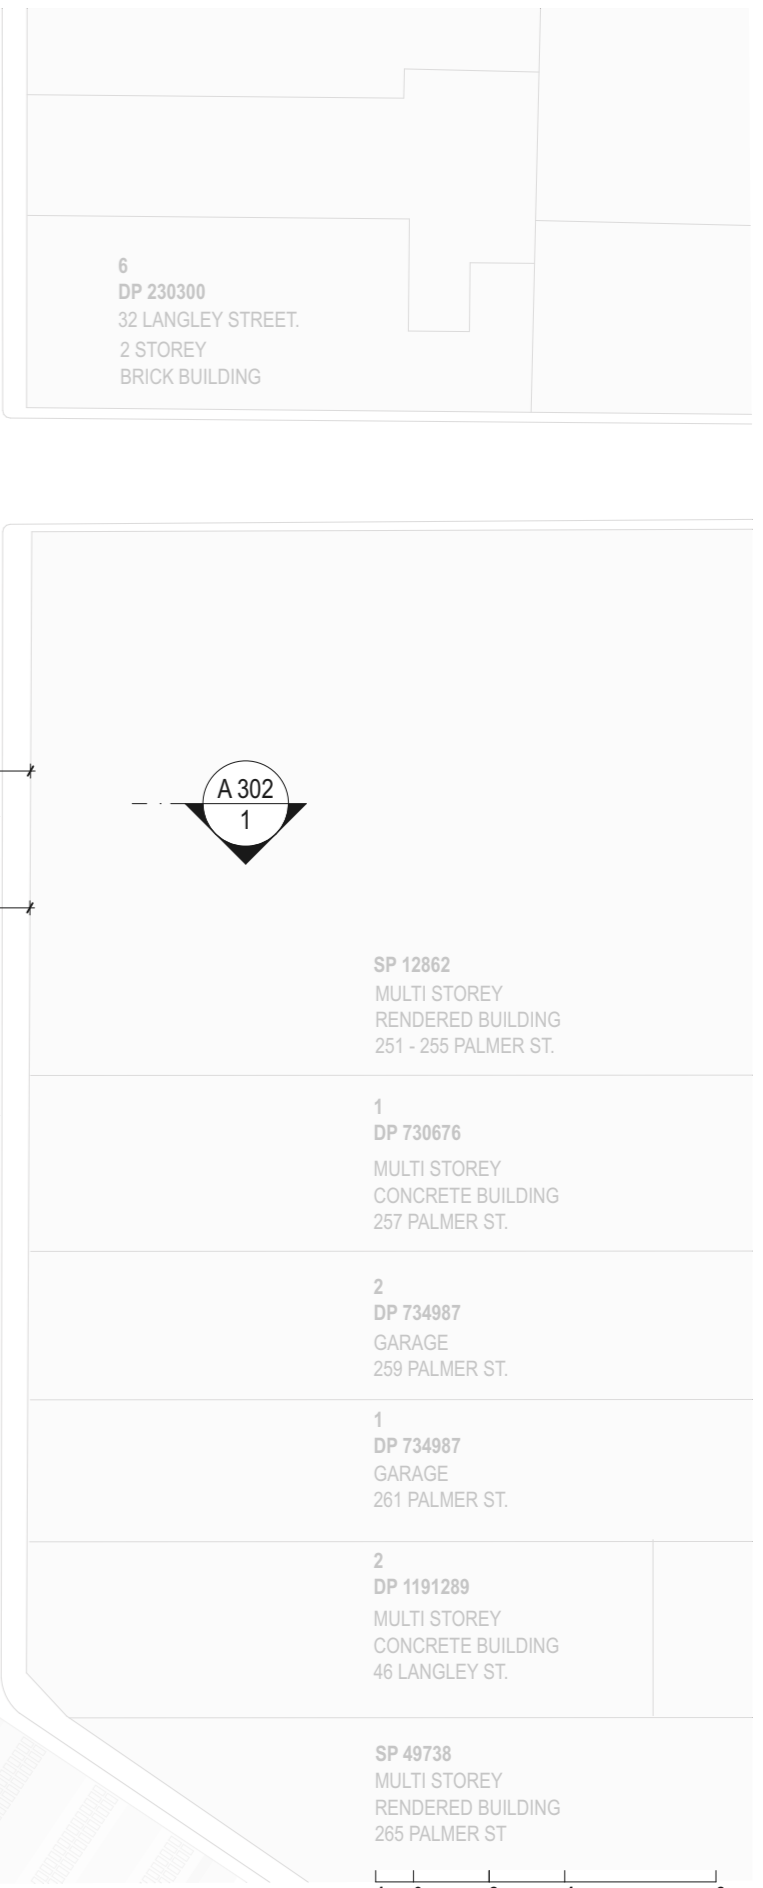 6
DP 230300
32 LANGLEY STREET.
2 STOREY
BRICK BUILDING
A 302
1
SP 12862
MULTI STOREY
RENDERED BUILDING
251 - 255 PALMER ST.
1
DP 730676
MULTI STOREY
CONCRETE BUILDING
257 PALMER ST.
2
DP 734987
GARAGE
259 PALMER ST.
1
DP 734987
GARAGE
261 PALMER ST.
2
DP 1191289
MULTI STOREY
CONCRETE BUILDING
46 LANGLEY ST.
SP 49738
MULTI STOREY
RENDERED BUILDING
265 PALMER ST